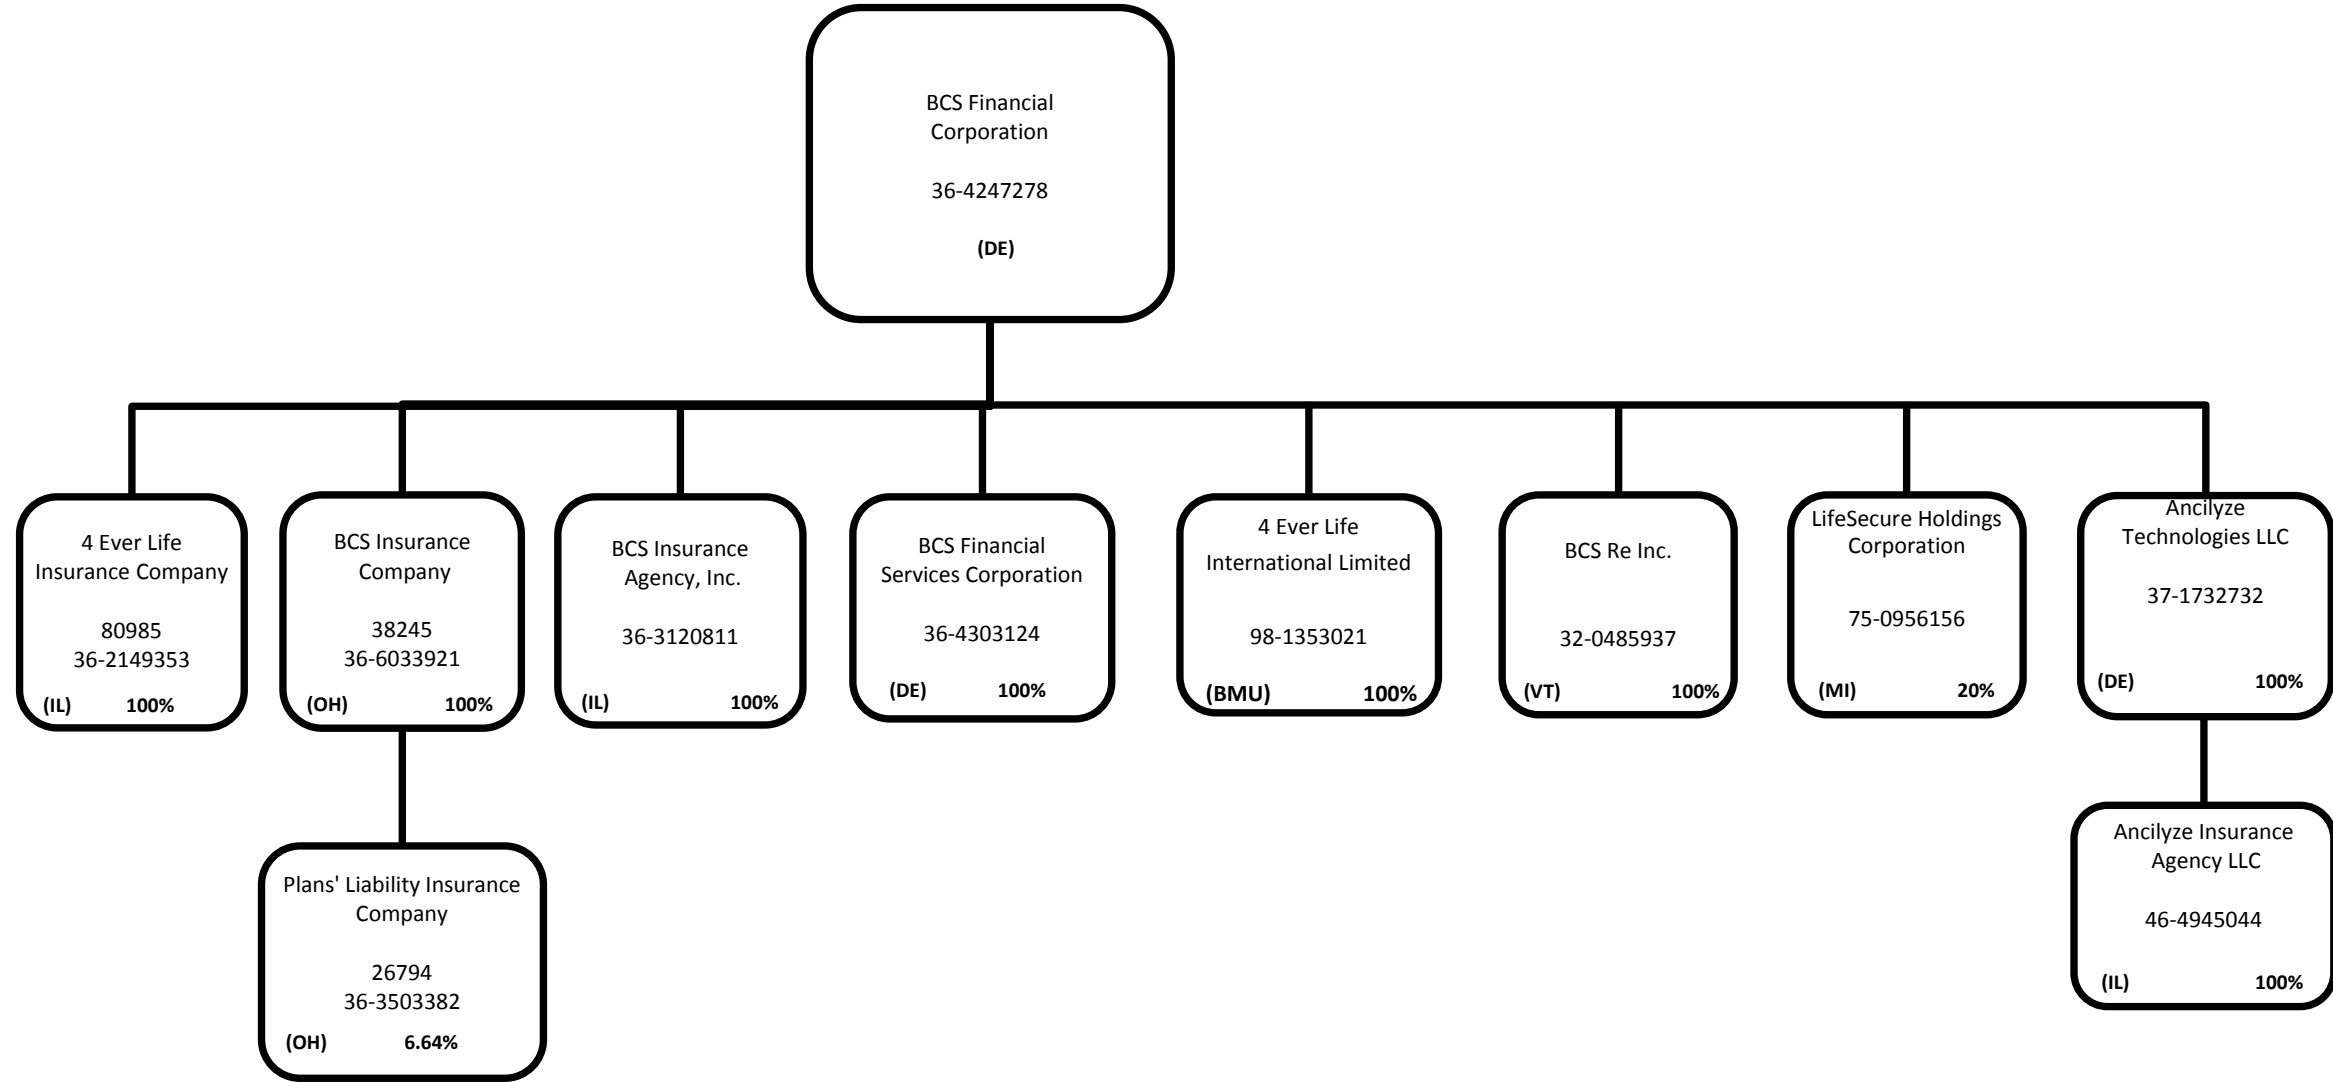 BCS Financial
Corporation
36-4247278
(DE)
4 Ever Life
Insurance Company
80985
36-2149353
(IL) 100%
BCS Insurance
Company
38245
36-6033921
(OH) 100%
BCS Insurance
Agency, Inc.
36-3120811
(IL) 100%
BCS Financial
Services Corporation
36-4303124
(DE) 100%
4 Ever Life
International Limited
98-1353021
(BMU) 100%
BCS Re Inc.
32-0485937
(VT) 100%
LifeSecure Holdings
Corporation
75-0956156
(MI) 20%
Ancilyze
Technologies LLC
37-1732732
(DE) 100%
Plans' Liability Insurance
Company
26794
36-3503382
(OH) 6.64%
Ancilyze Insurance
Agency LLC
46-4945044
(IL) 100%